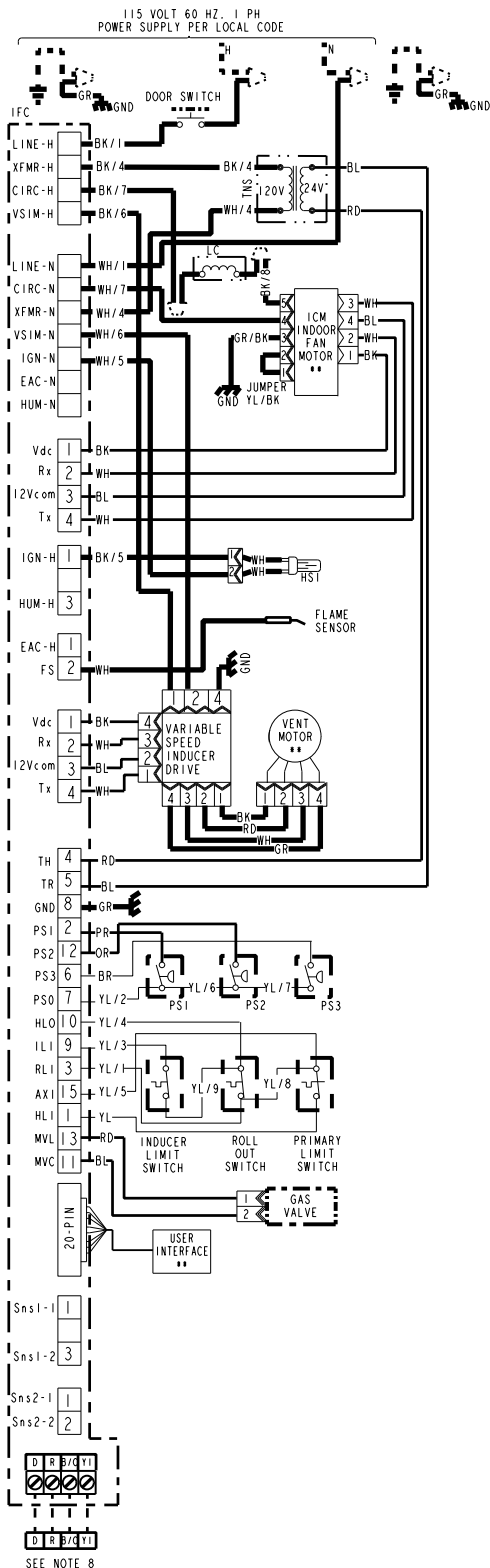 115 VOLT 60 HZ. 1 PH
POWER SUPPLY PER LOCAL CODE
H
N
GR
GND
GR
GND
IFC
DOOR SWITCH
LINE-H
BK/1
XFMR-H
BK/4
BK/4
TNS
120V
24V
BL
CIRC-H
BK/7
VSIM-H
BK/6
WH/4
RD
LINE-N
WH/1
LC
BK/8
CIRC-N
WH/7
XFMR-N
WH/4
VSIM-N
WH/6
IGN-N
WH/5
EAC-N
HUM-N
5
4
3
2
1
ICM
INDOOR
FAN
MOTOR
**
3
WH
4
BL
2
WH
1
BK
GR/BK
GND
JUMPER
YL/BK
Vdc
1
BK
Rx
2
WH
12Vcom
3
BL
Tx
4
WH
IGN-H
1
BK/5
1
WH
2
WH
HSI
HUM-H
3
EAC-H
1
FS
2
WH
FLAME
SENSOR
GND
1
2
4
Vdc
1
BK
4
Rx
2
WH
3
12Vcom
3
BL
2
Tx
4
WH
1
VARIABLE
SPEED
INDUCER
DRIVE
VENT
MOTOR
**
4
3
2
1
1
2
3
4
BK
RD
WH
GR
TH
4
RD
TR
5
BL
GND
8
GR
PS1
2
PR
PS2
12
OR
PS3
6
BR
PS0
7
YL/2
PS1
YL/6
PS2
YL/7
PS3
HLO
10
YL/4
IL1
9
YL/3
RL1
3
YL/1
AX1
15
YL/5
YL/9
YL/8
HL1
1
YL
MVL
13
RD
MVC
11
BL
INDUCER
LIMIT
SWITCH
ROLL
OUT
SWITCH
PRIMARY
LIMIT
SWITCH
1
2
GAS
VALVE
20-PIN
USER
INTERFACE
**
Sns1-1
1
Sns1-2
3
Sns2-1
1
Sns2-2
2
D R B/C Y1
D R B/C Y1
SEE NOTE 8